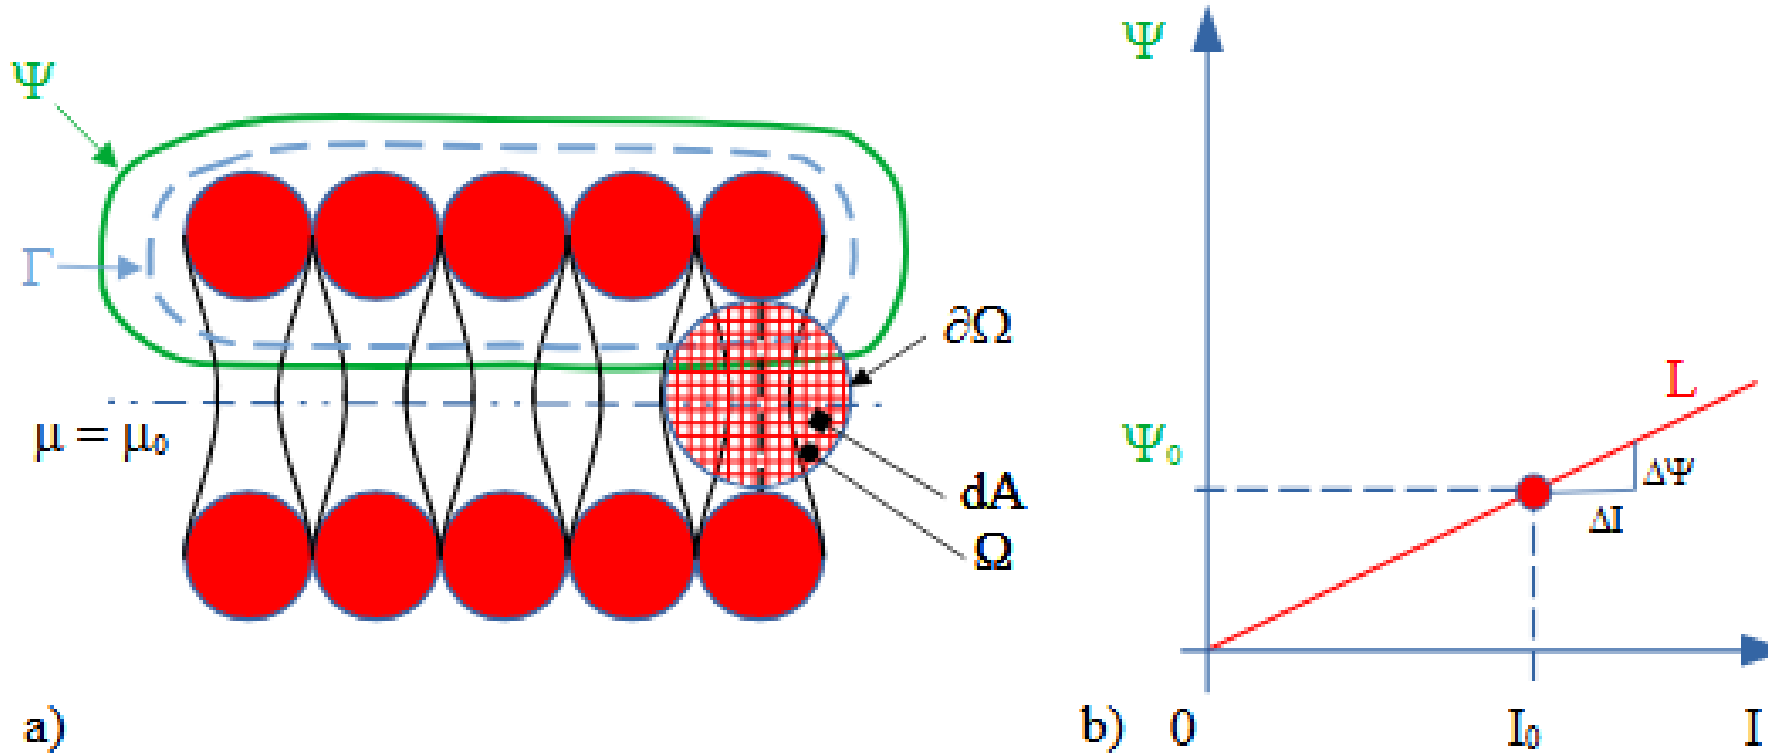 Ψ
Γ
μ = μ₀
∂Ω
dA
Ω
a)
Ψ
Ψ₀
L
ΔΨ
ΔI
b)
0
I₀
I